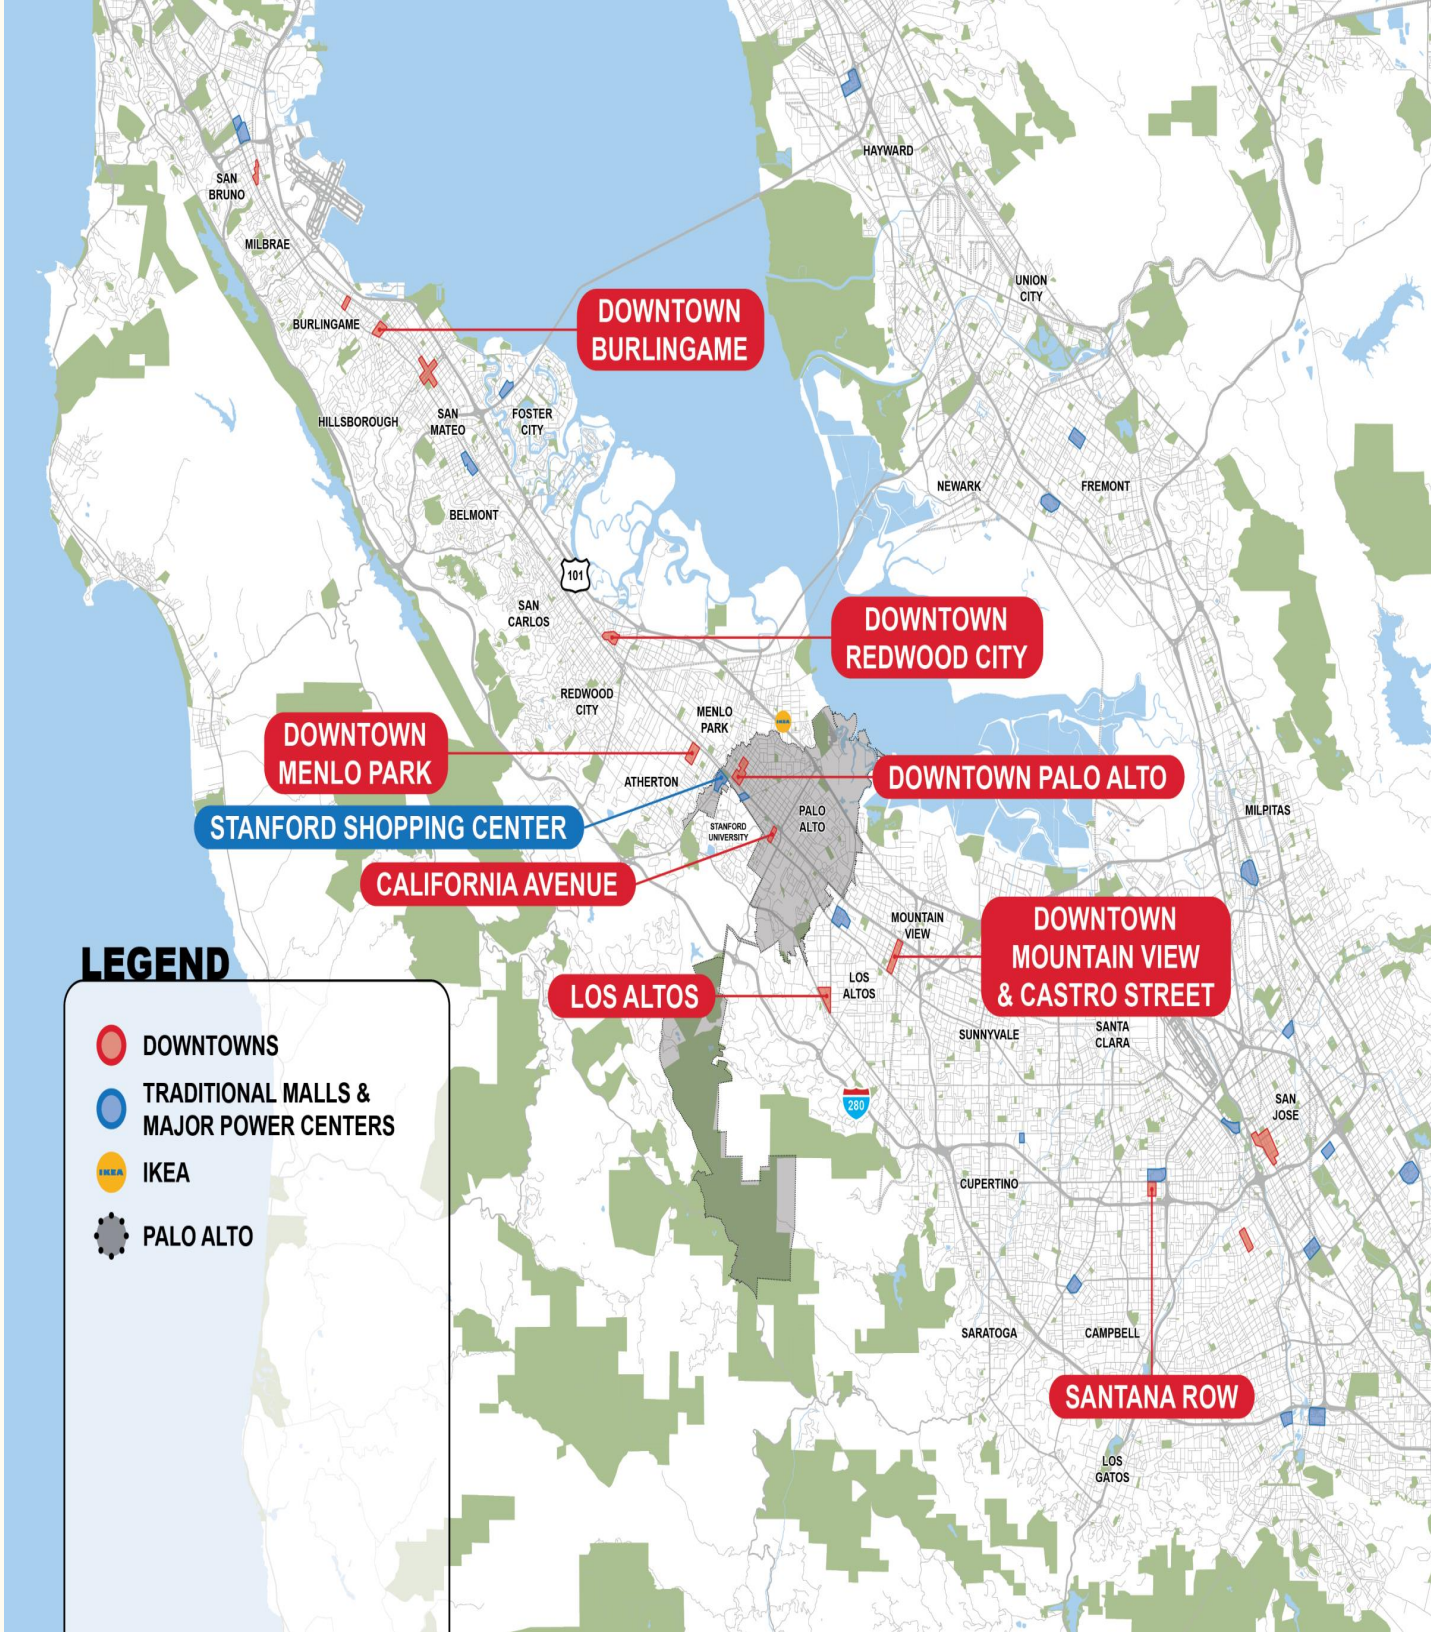 HAYWARD
SAN
BRUNO
MILBRAE
UNION
CITY
DOWNTOWN
BURLINGAME
BURLINGAME
HILLSBOROUGH
SAN
MATEO
FOSTER
CITY
NEWARK
FREMONT
BELMONT
101
SAN
CARLOS
DOWNTOWN
REDWOOD CITY
REDWOOD
CITY
MENLO
PARK
IKEA
DOWNTOWN
MENLO PARK
ATHERTON
DOWNTOWN PALO ALTO
STANFORD SHOPPING CENTER
STANFORD
UNIVERSITY
PALO
ALTO
MILPITAS
CALIFORNIA AVENUE
MOUNTAIN
VIEW
DOWNTOWN
MOUNTAIN VIEW
& CASTRO STREET
LOS ALTOS
LOS
ALTOS
SUNNYVALE
SANTA
CLARA
280
SAN
JOSE
CUPERTINO
SARATOGA
CAMPBELL
SANTANA ROW
LOS
GATOS
LEGEND
DOWNTOWNS
TRADITIONAL MALLS &
MAJOR POWER CENTERS
IKEA
IKEA
PALO ALTO